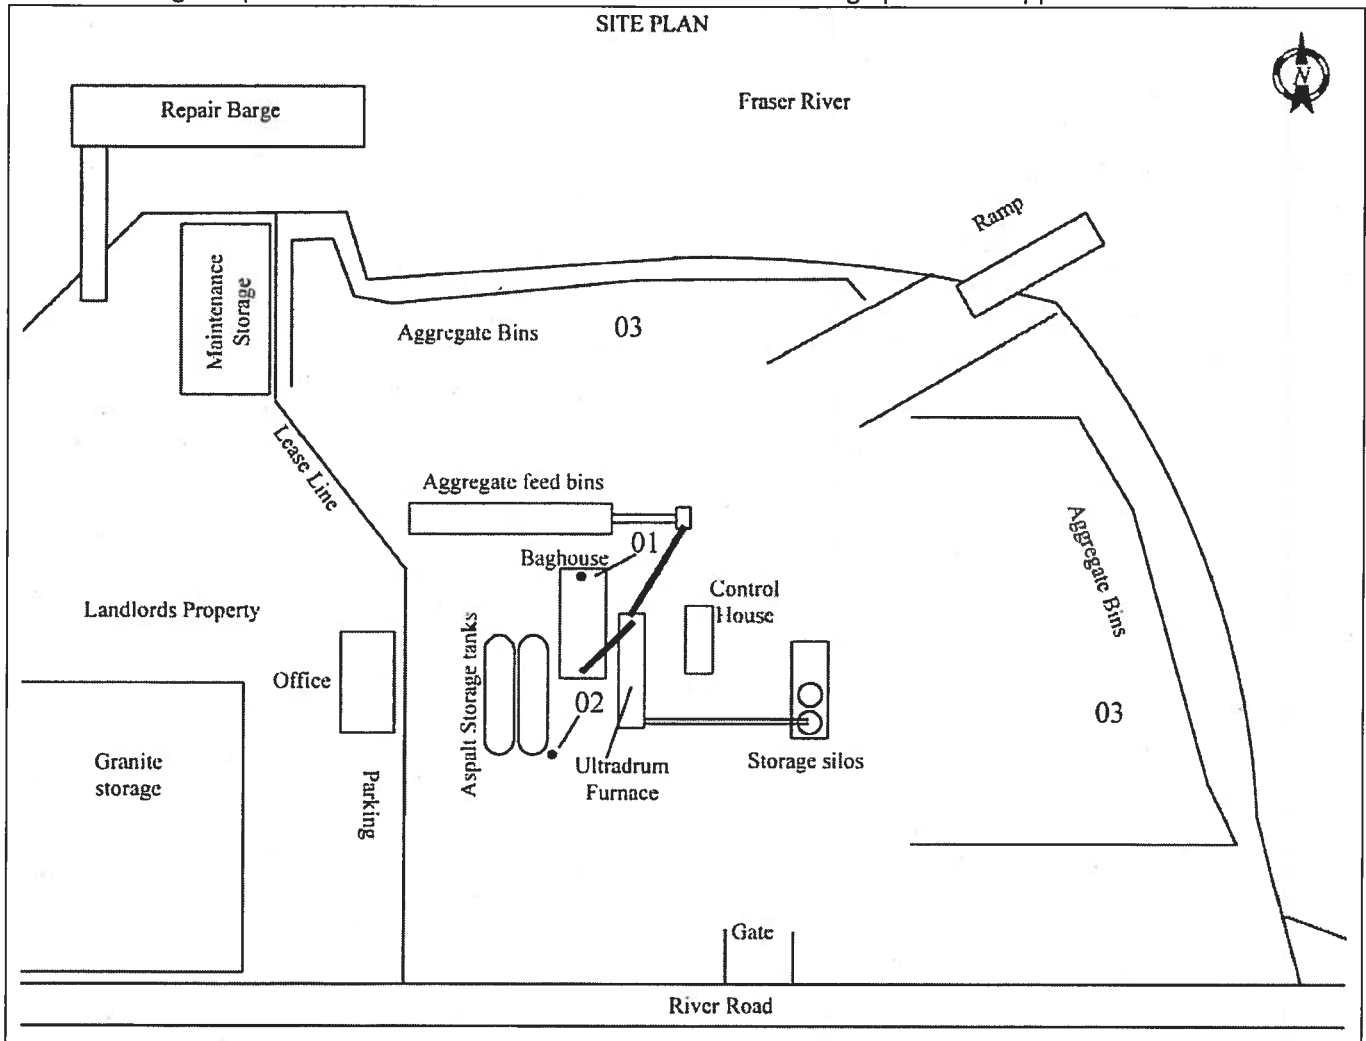 SITE PLAN
N
Repair Barge
Fraser River
Ramp
Maintenance
Storage
Aggregate Bins
03
Lease Line
Aggregate feed bins
01
Baghouse
Aggregate Bins
Control
House
Landlords Property
Aspalt Storage tanks
Office
02
03
Granite
storage
Parking
Ultradrum
Furnace
Storage silos
Gate
River Road